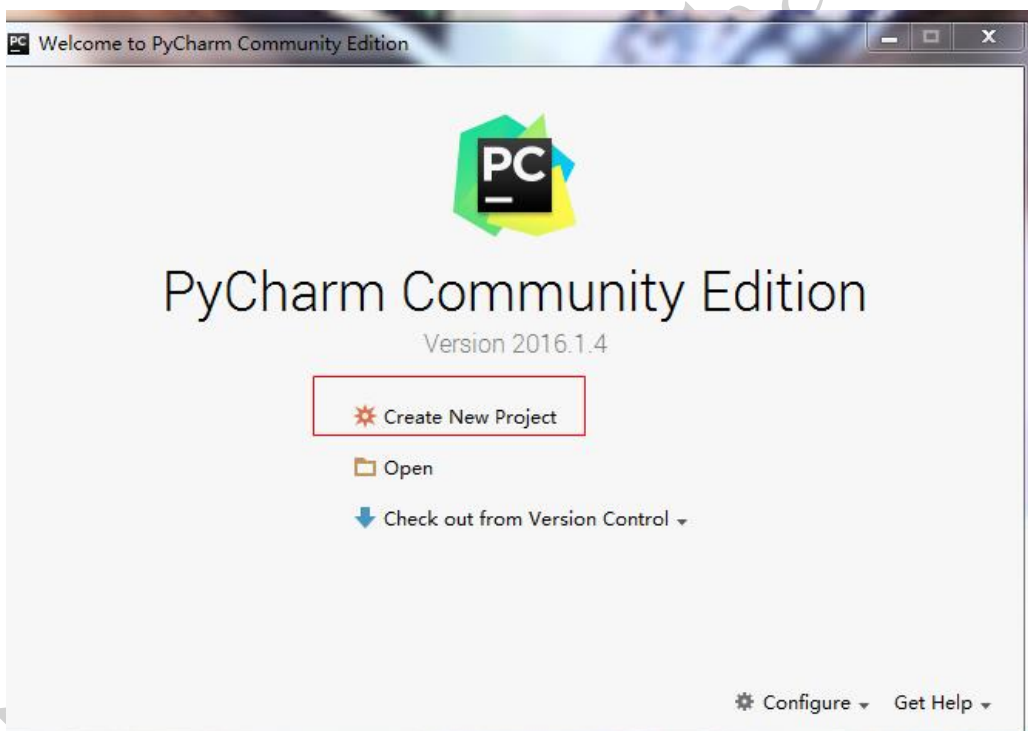 PC Welcome to PyCharm Community Edition
PC
PyCharm Community Edition
Version 2016.1.4
Create New Project
Open
Check out from Version Control
Configure Get Help